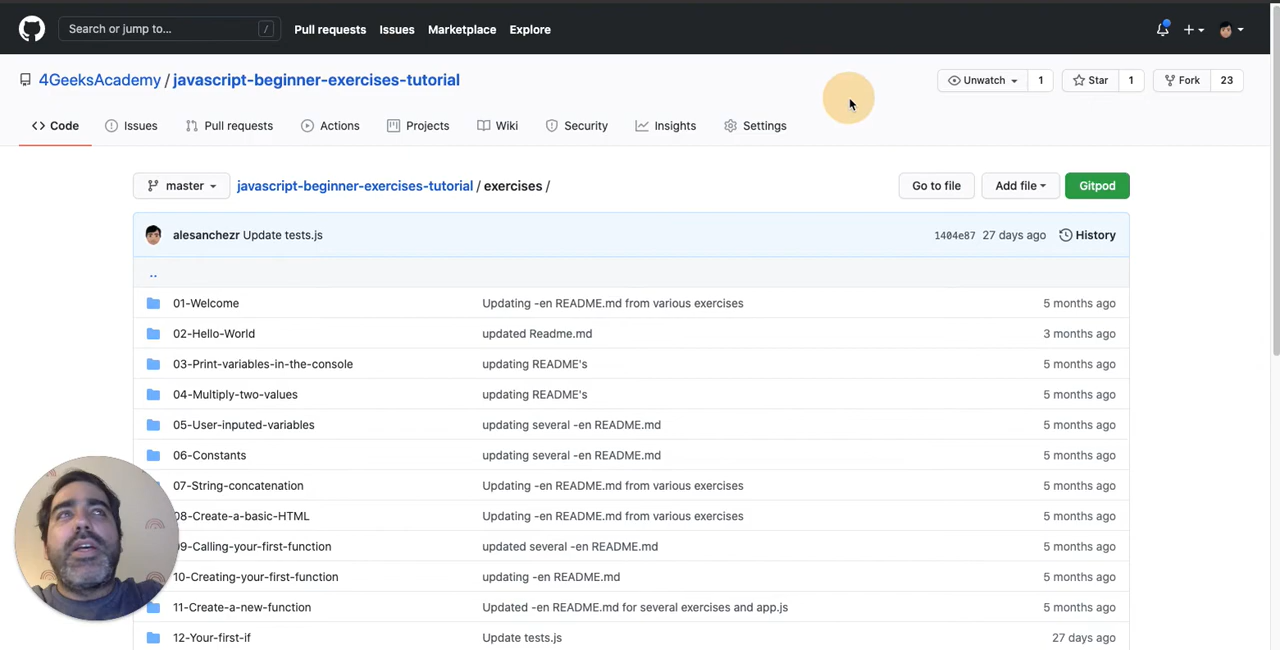 Search or jump to... /
Pull requests Issues Marketplace Explore
4GeeksAcademy / javascript-beginner-exercises-tutorial
Unwatch 1 Star 1 Fork 23
Code Issues Pull requests Actions Projects Wiki Security Insights Settings
master javascript-beginner-exercises-tutorial / exercises / Go to file Add file Gitpod
alesanchezr Update tests.js 1404e87 27 days ago History
..
01-Welcome Updating -en README.md from various exercises 5 months ago
02-Hello-World updated Readme.md 3 months ago
03-Print-variables-in-the-console updating README's 5 months ago
04-Multiply-two-values updating README's 5 months ago
05-User-inputed-variables updating several -en README.md 5 months ago
06-Constants updating several -en README.md 5 months ago
07-String-concatenation Updating -en README.md from various exercises 5 months ago
08-Create-a-basic-HTML Updating -en README.md from various exercises 5 months ago
09-Calling-your-first-function updated several -en README.md 5 months ago
10-Creating-your-first-function updating -en README.md 5 months ago
11-Create-a-new-function Updated -en README.md for several exercises and app.js 5 months ago
12-Your-first-if Update tests.js 27 days ago